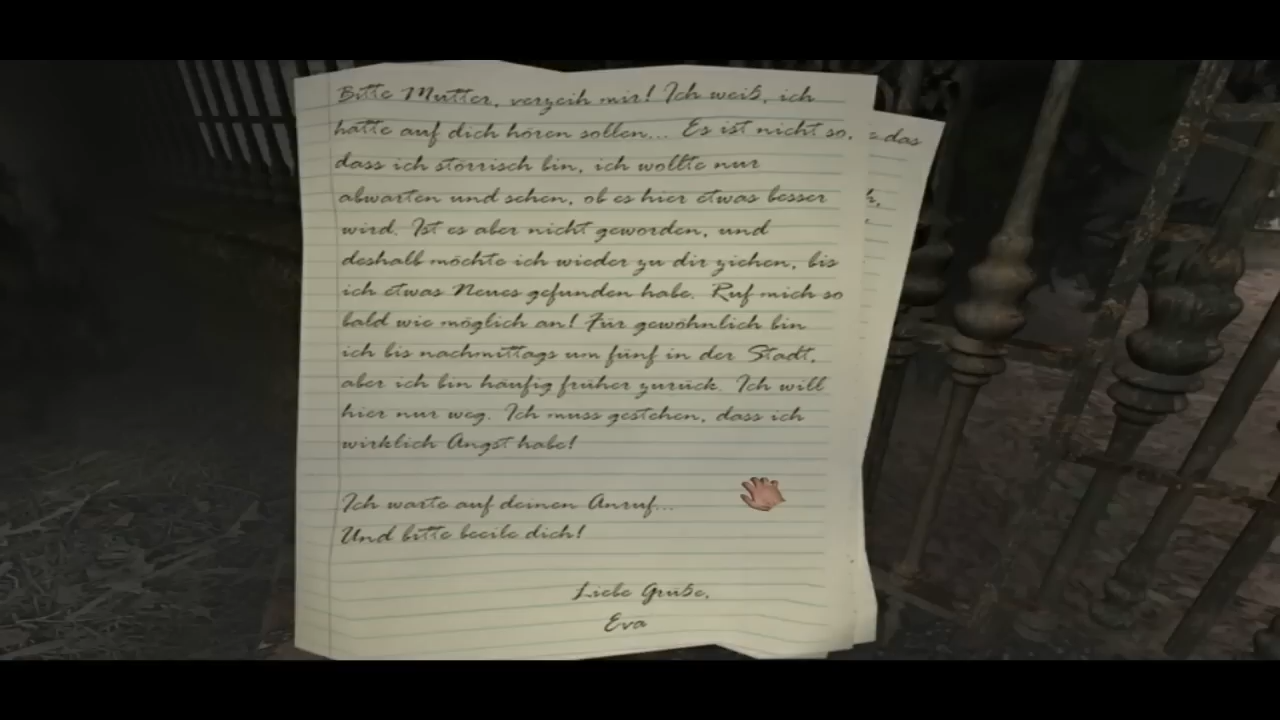 Bitte Mutter, verzeih mir! Ich weiß, ich
hätte auf dich hören sollen... Es ist nicht so,
dass ich störrisch bin, ich wollte nur
abwarten und sehen, ob es hier etwas besser
wird. Ist es aber nicht geworden, und
deshalb möchte ich wieder zu dir ziehen, bis
ich etwas Neues gefunden habe. Ruf mich so
bald wie möglich an! Für gewöhnlich bin
ich bis nachmittags um fünf in der Stadt,
aber ich bin häufig früher zurück. Ich will
hier nur weg. Ich muss gestehen, dass ich
wirklich Angst habe!
Ich warte auf deinen Anruf...
Und bitte beeile dich!
Liebe Grüße,
Eva
das